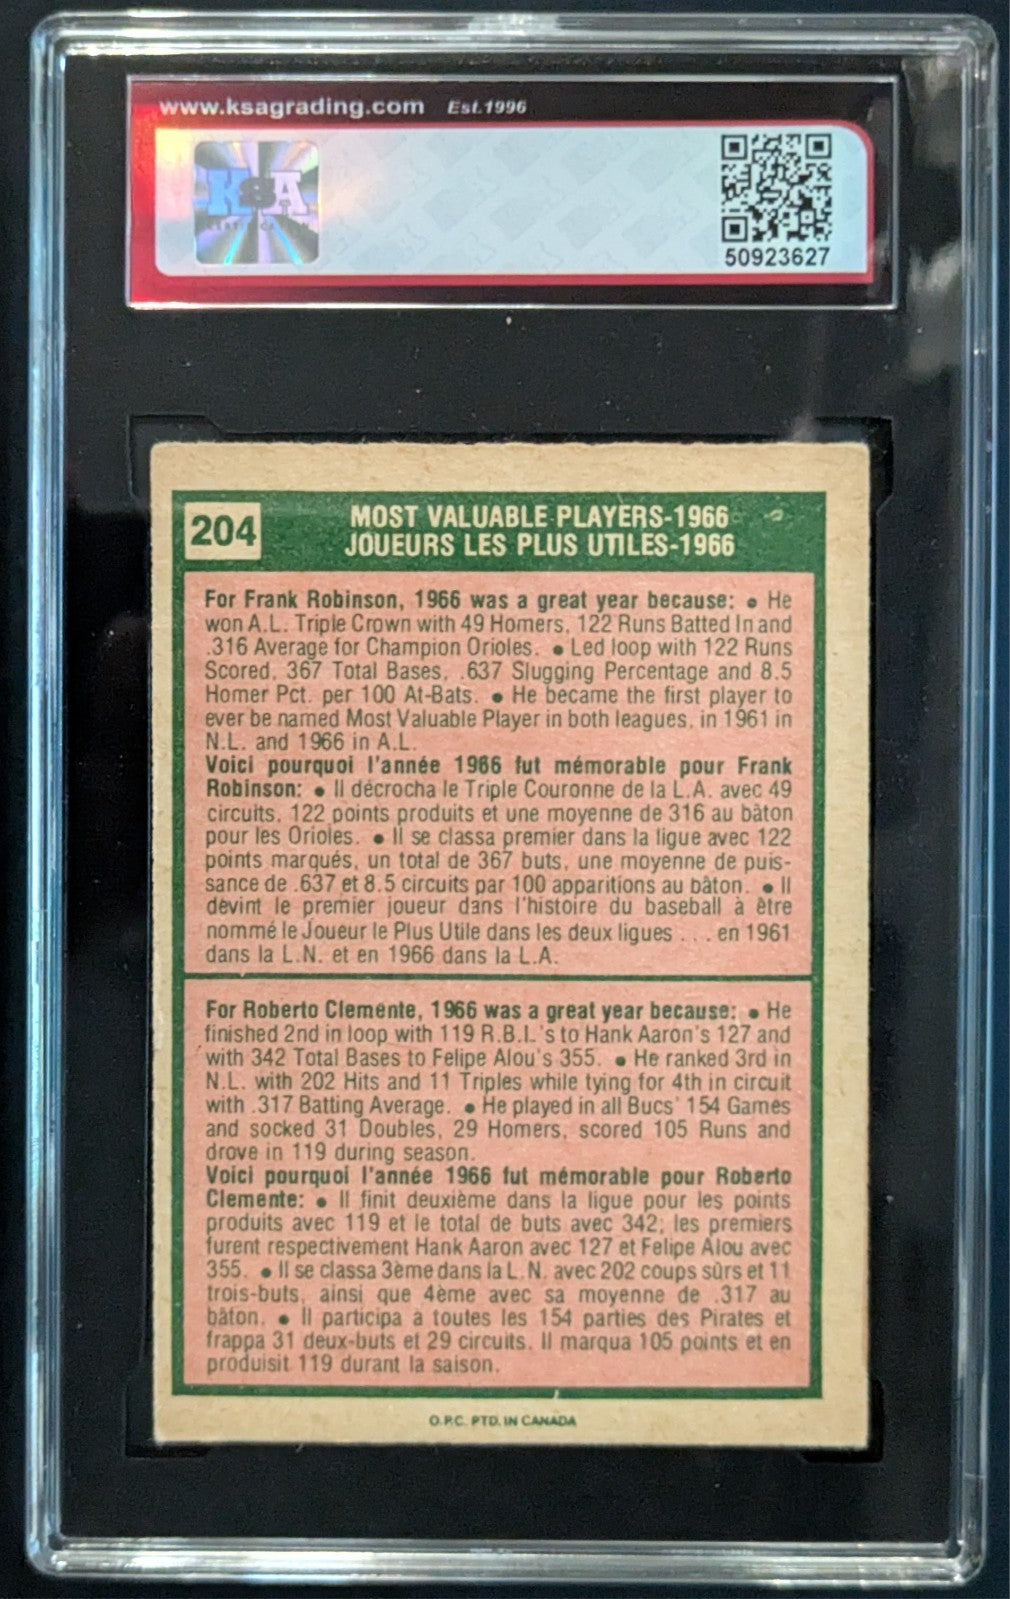 www.ksagrading.com Est.1996
KSA
CERTIFICATION
50923627
204
MOST VALUABLE PLAYERS-1966
JOUEURS LES PLUS UTILES-1966
For Frank Robinson, 1966 was a great year because: • He
won A.L. Triple Crown with 49 Homers, 122 Runs Batted In and
.316 Average for Champion Orioles. • Led loop with 122 Runs
Scored, 367 Total Bases, .637 Slugging Percentage and 8.5
Homer Pct. per 100 At-Bats. • He became the first player to
ever be named Most Valuable Player in both leagues, in 1961 in
N.L. and 1966 in A.L.
Voici pourquoi l'année 1966 fut mémorable pour Frank
Robinson: • Il décrocha le Triple Couronne de la L.A. avec 49
circuits, 122 points produits et une moyenne de 316 au bâton
pour les Orioles. • Il se classa premier dans la ligue avec 122
points marqués, un total de 367 buts, une moyenne de puis-
sance de .637 et 8.5 circuits par 100 apparitions au bâton. • Il
devint le premier joueur dans l'histoire du baseball à être
nommé le Joueur le Plus Utile dans les deux ligues . . . en 1961
dans la L.N. et en 1966 dans la L.A.
For Roberto Clemente, 1966 was a great year because: • He
finished 2nd in loop with 119 R.B.I.'s to Hank Aaron's 127 and
with 342 Total Bases to Felipe Alou's 355. • He ranked 3rd in
N.L. with 202 Hits and 11 Triples while tying for 4th in circuit
with .317 Batting Average. • He played in all Bucs' 154 Games
and socked 31 Doubles, 29 Homers, scored 105 Runs and
drove in 119 during season.
Voici pourquoi l'année 1966 fut mémorable pour Roberto
Clemente: • Il finit deuxième dans la ligue pour les points
produits avec 119 et le total de buts avec 342; les premiers
furent respectivement Hank Aaron avec 127 et Felipe Alou avec
355. • Il se classa 3ème dans la L.N. avec 202 coups sûrs et 11
trois-buts, ainsi que 4ème avec sa moyenne de .317 au
bâton. • Il participa à toutes les 154 parties des Pirates et
frappa 31 deux-buts et 29 circuits. Il marqua 105 points et en
produisit 119 durant la saison.
O.P.C. PTD. IN CANADA